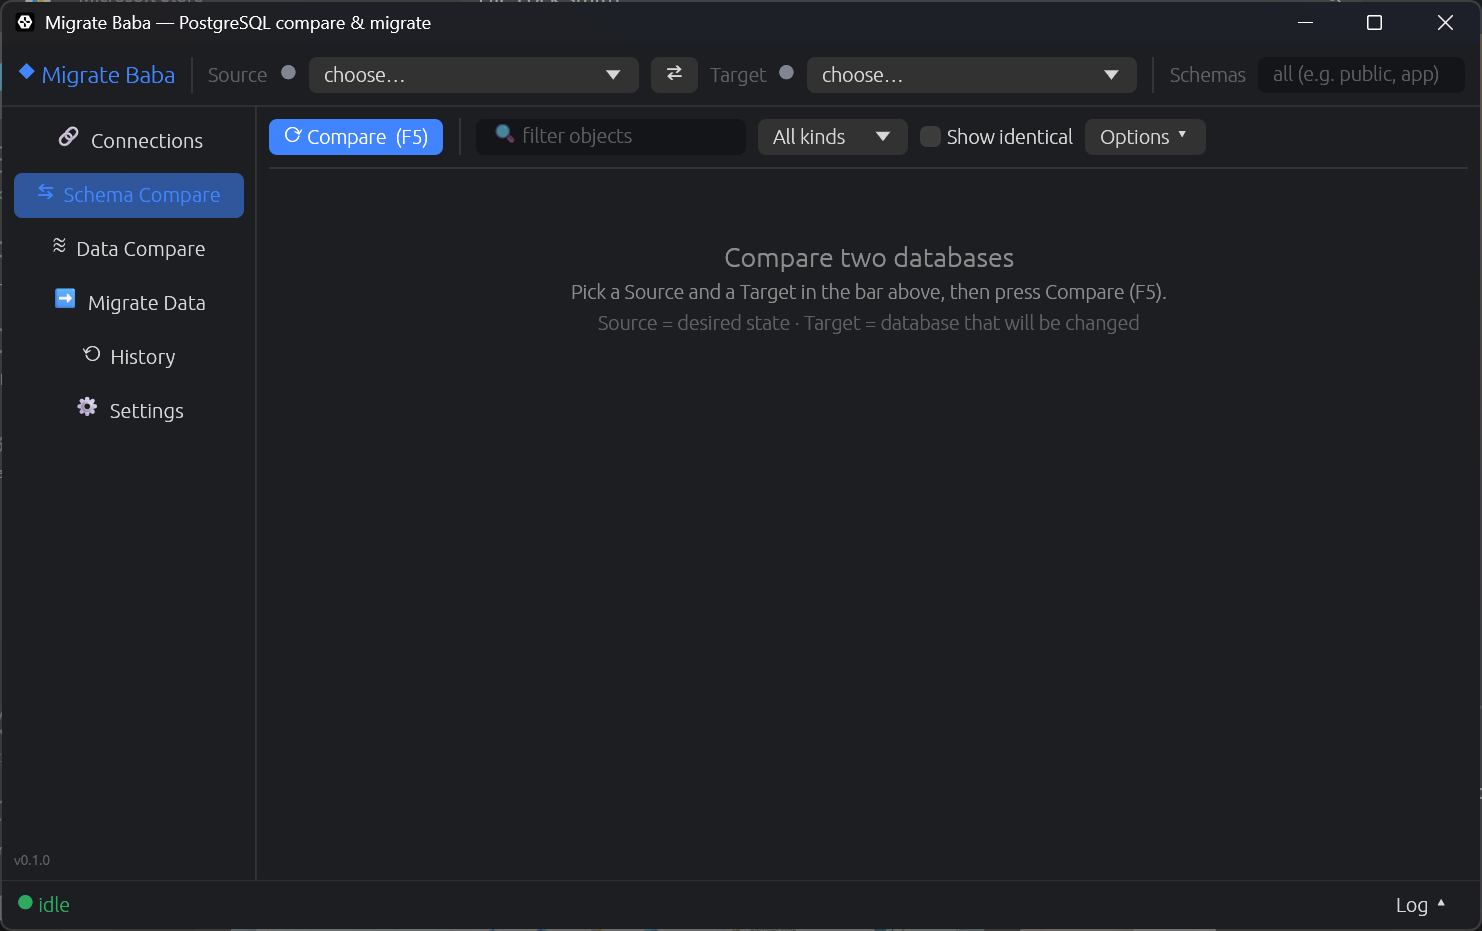 Migrate Baba — PostgreSQL compare & migrate
Migrate Baba Source choose... Target choose... Schemas all (e.g. public, app)
Connections
Schema Compare
Data Compare
Migrate Data
History
Settings
Compare (F5) filter objects All kinds Show identical Options
Compare two databases
Pick a Source and a Target in the bar above, then press Compare (F5).
Source = desired state · Target = database that will be changed
v0.1.0
idle Log